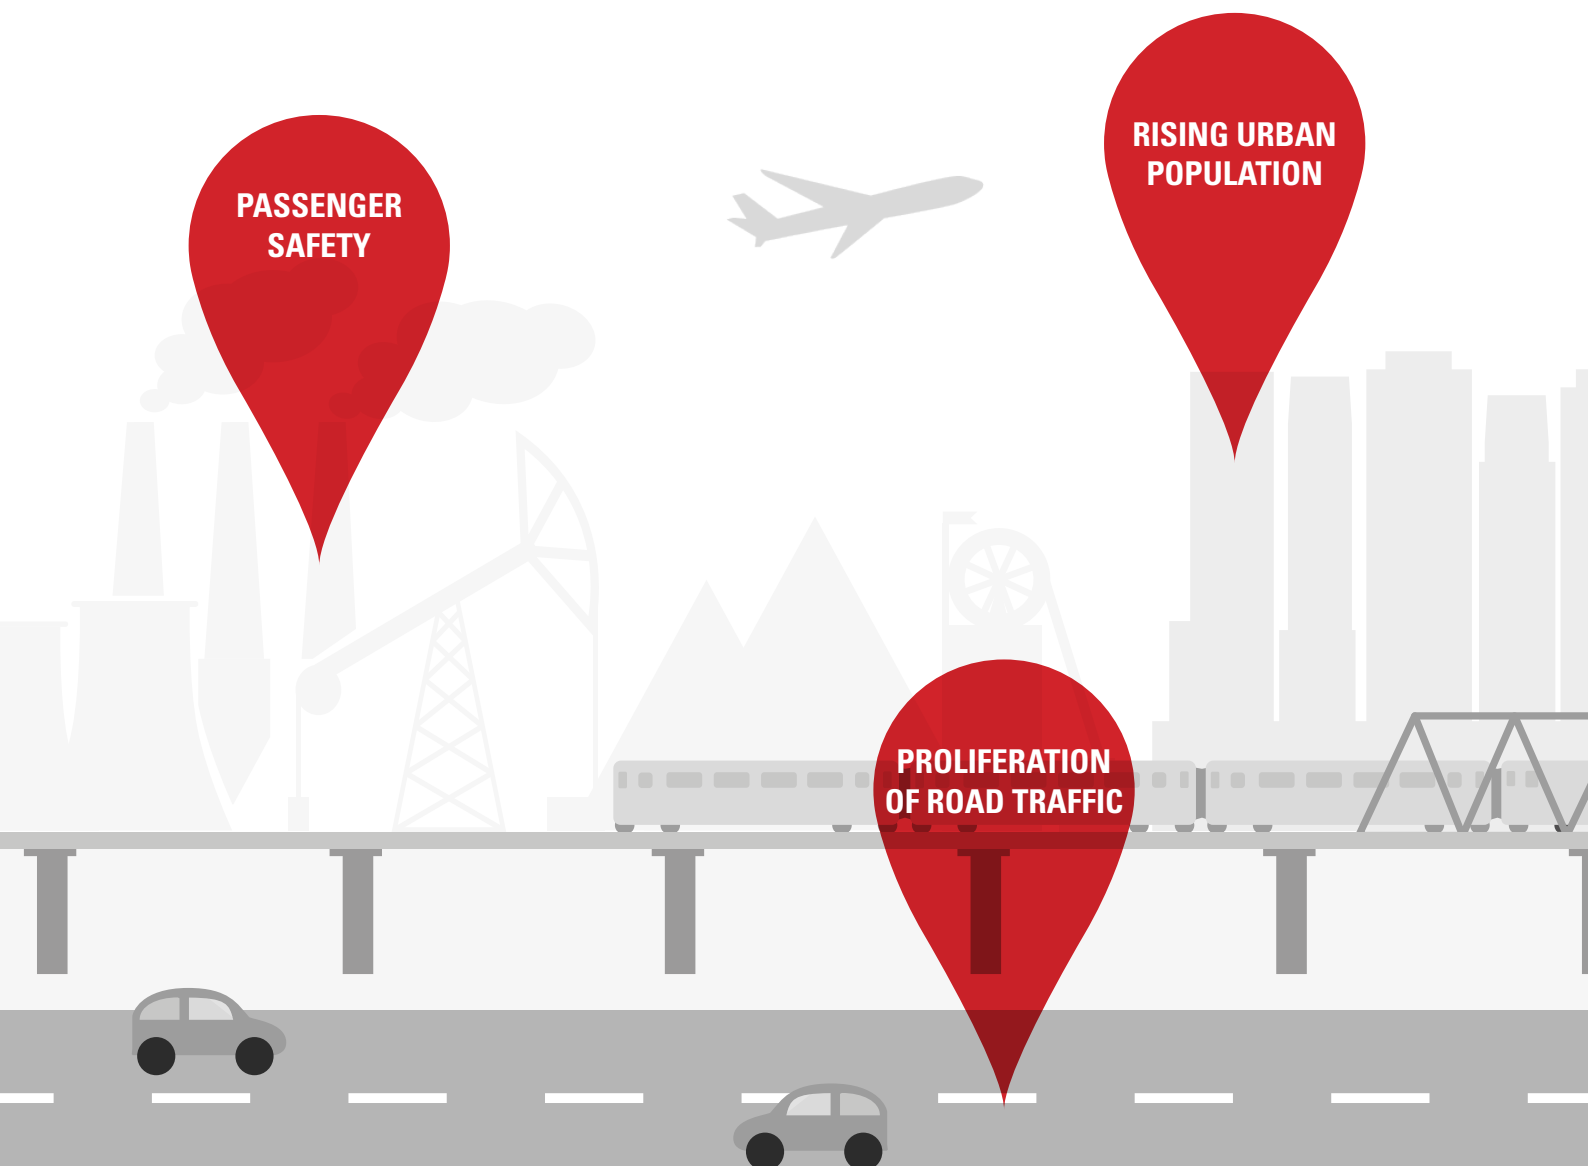 PASSENGER
SAFETY
RISING URBAN
POPULATION
PROLIFERATION
OF ROAD TRAFFIC